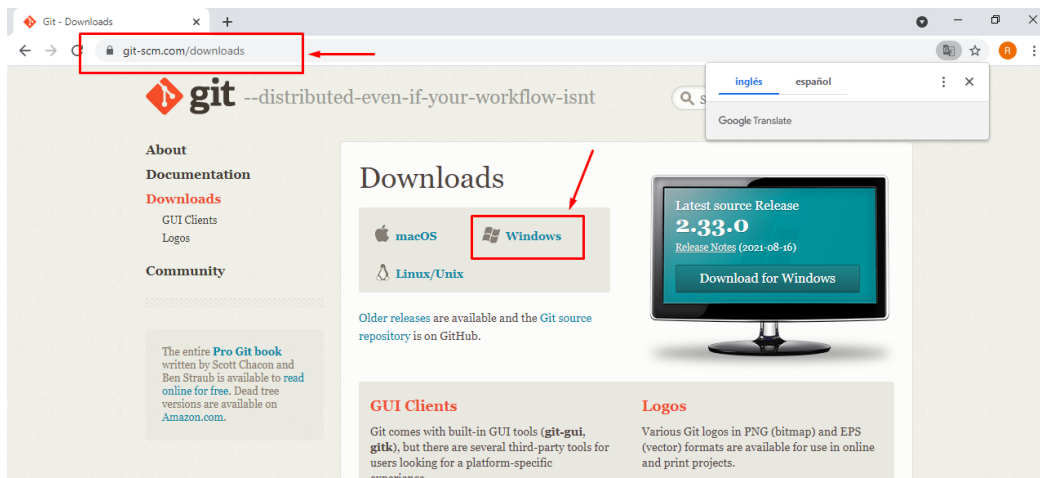 Git - Downloads
git-scm.com/downloads
R
inglés español
Google Translate
git --distributed-even-if-your-workflow-isnt
s
About
Documentation
Downloads
GUI Clients
Logos
Community
The entire Pro Git book
written by Scott Chacon and
Ben Straub is available to read
online for free. Dead tree
versions are available on
Amazon.com.
Downloads
macOS
Windows
Linux/Unix
Older releases are available and the Git source
repository is on GitHub.
Latest source Release
2.33.0
Release Notes (2021-08-16)
Download for Windows
GUI Clients
Git comes with built-in GUI tools (git-gui,
gitk), but there are several third-party tools for
users looking for a platform-specific
Logos
Various Git logos in PNG (bitmap) and EPS
(vector) formats are available for use in online
and print projects.